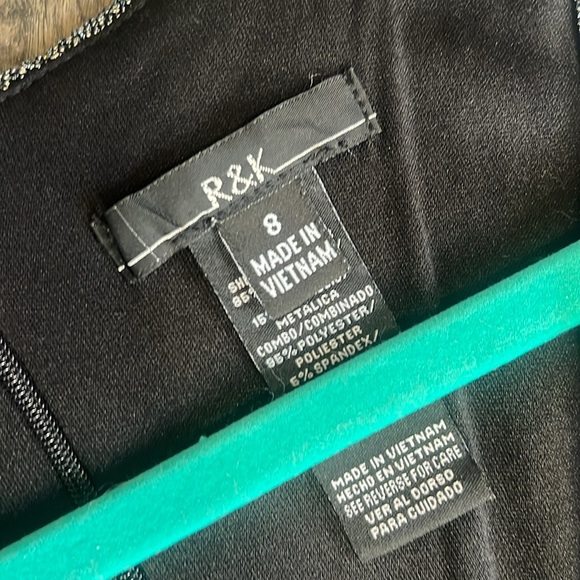 R&K
8
MADE IN
VIETNAM
METALICA
COMBO/COMBINADO
95% POLYESTER/
POLIESTER
5% SPANDEX/
MADE IN VIETNAM
HECHO EN VIETNAM
SEE REVERSE FOR CARE
VER AL DORSO
PARA CUIDADO